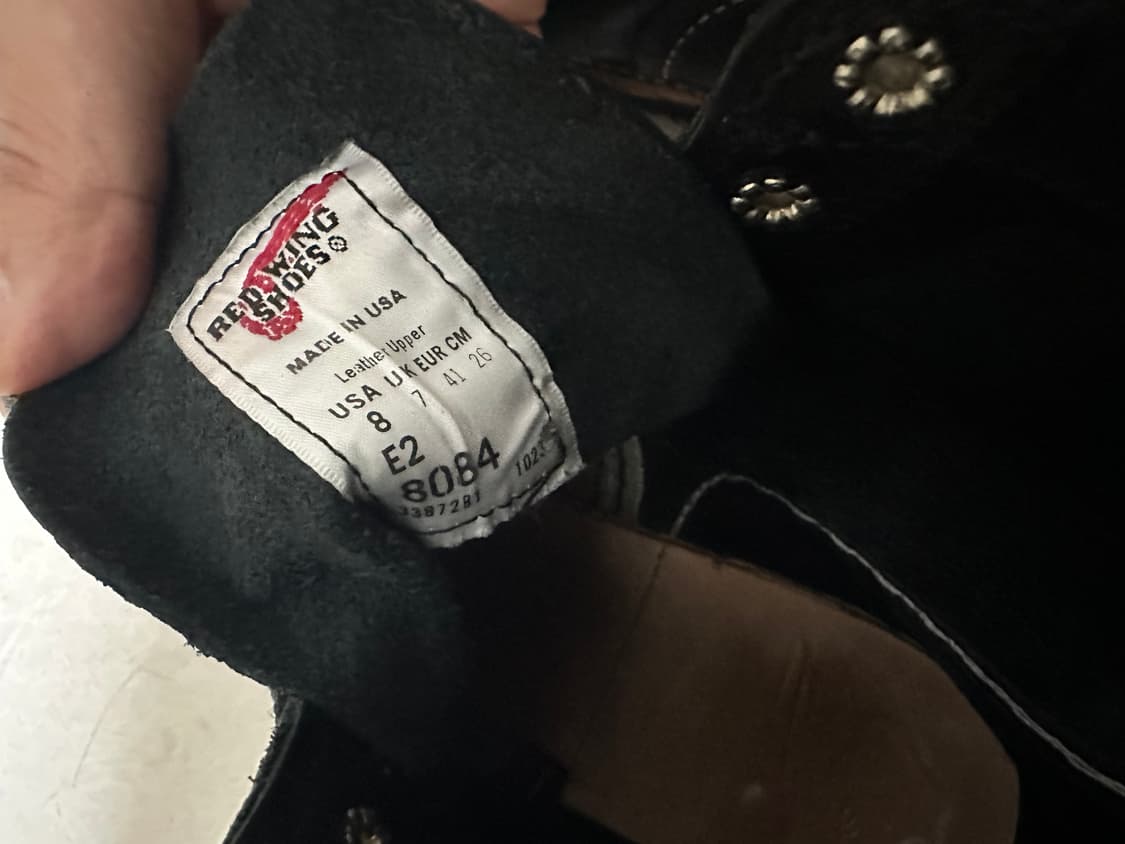 RED WING
SHOES ®
MADE IN USA
Leather Upper
USA UK EUR CM
8 7 41 26
E2
8084